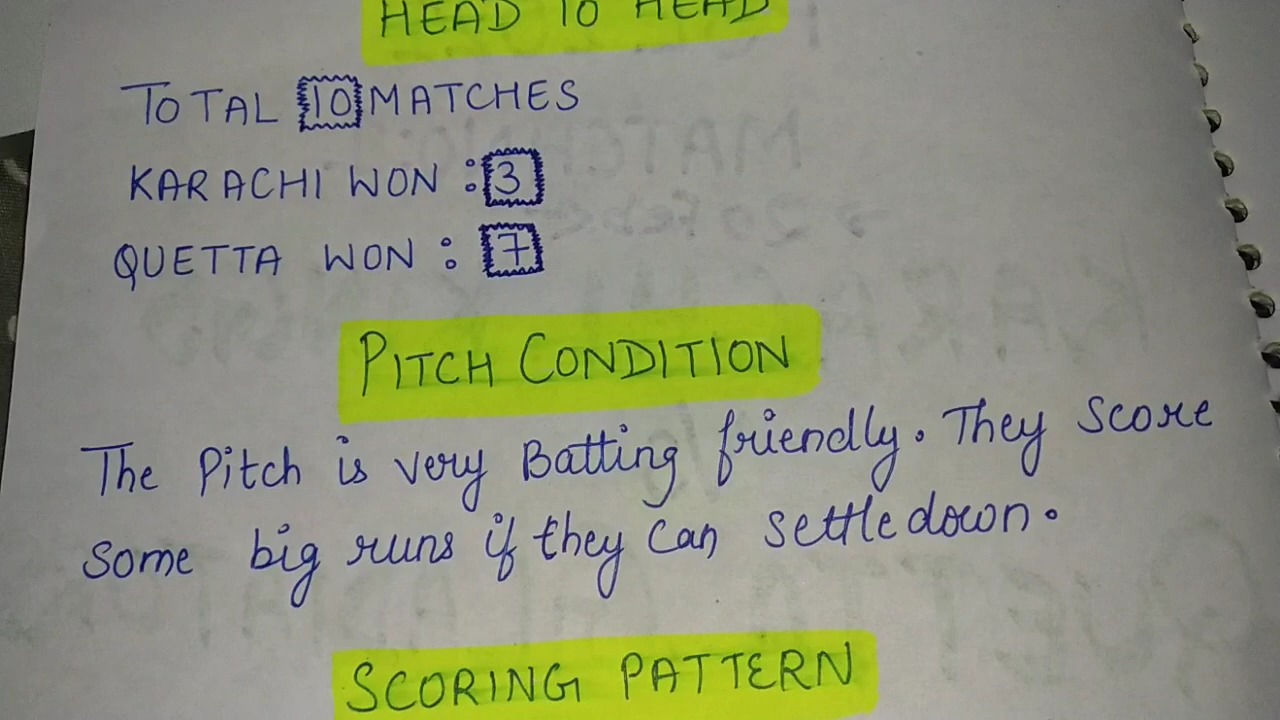 HEAD TO HEAD
TOTAL 10 MATCHES
KARACHI WON : 3
QUETTA WON : 7
PITCH CONDITION
The Pitch is very Batting friendly. They Score
Some big runs if they can settle down.
SCORING PATTERN